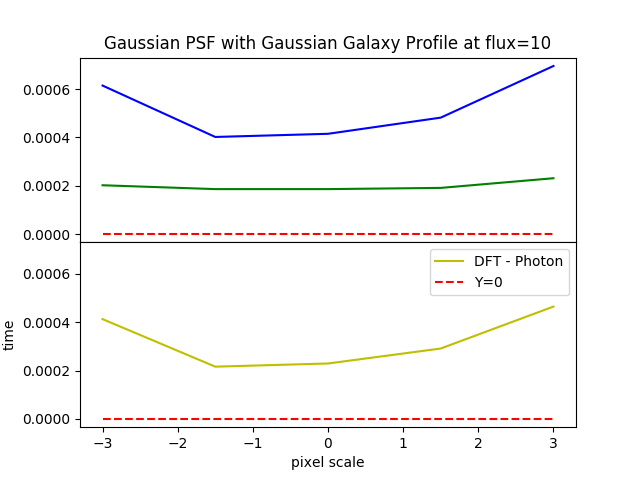 Gaussian PSF with Gaussian Galaxy Profile at flux=10
0.0006
0.0004
0.0002
0.0000
0.0006
0.0004
0.0002
0.0000
time
DFT - Photon
Y=0
−3 −2 −1 0 1 2 3
pixel scale